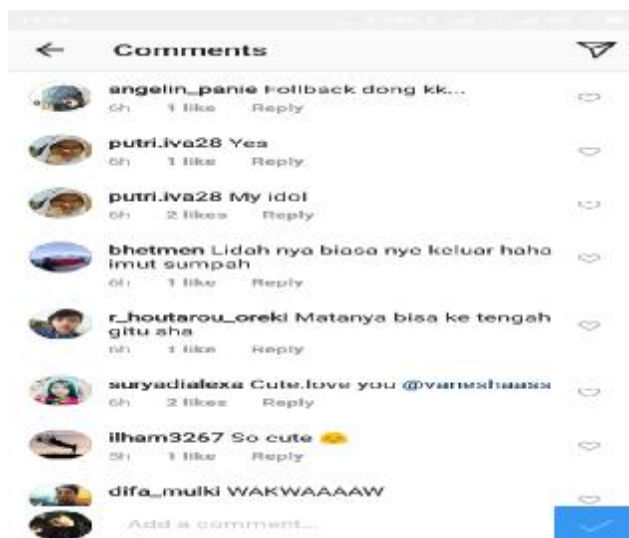 Comments
angelin_panie Follback dong kk...
6h 1 like Reply
putri.iva28 Yes
6h 1 like Reply
putri.iva28 My idol
6h 2 likes Reply
bhetmen Lidah nya biasa nye keluar haha
imut sumpah
6h 1 like Reply
r_houtarou_oreki Matanya bisa ke tengah
gitu sha
6h 1 like Reply
suryadialexa Cute.love you @vaneshaass
6h 2 likes Reply
ilham3267 So cute 🤗
5h 1 like Reply
difa_mulki WAKWAAAAW
Add a comment...